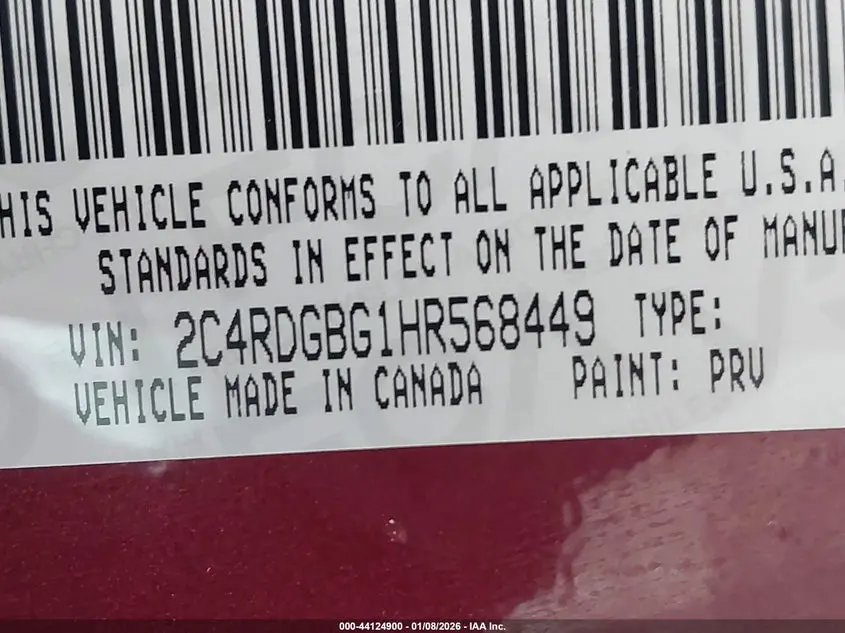 HIS VEHICLE CONFORMS TO ALL APPLICABLE U.S.A.
STANDARDS IN EFFECT ON THE DATE OF MANUF
VIN: 2C4RDGBG1HR568449 TYPE:
VEHICLE MADE IN CANADA PAINT: PRV
000-44124900 - 01/08/2026 - IAA Inc.